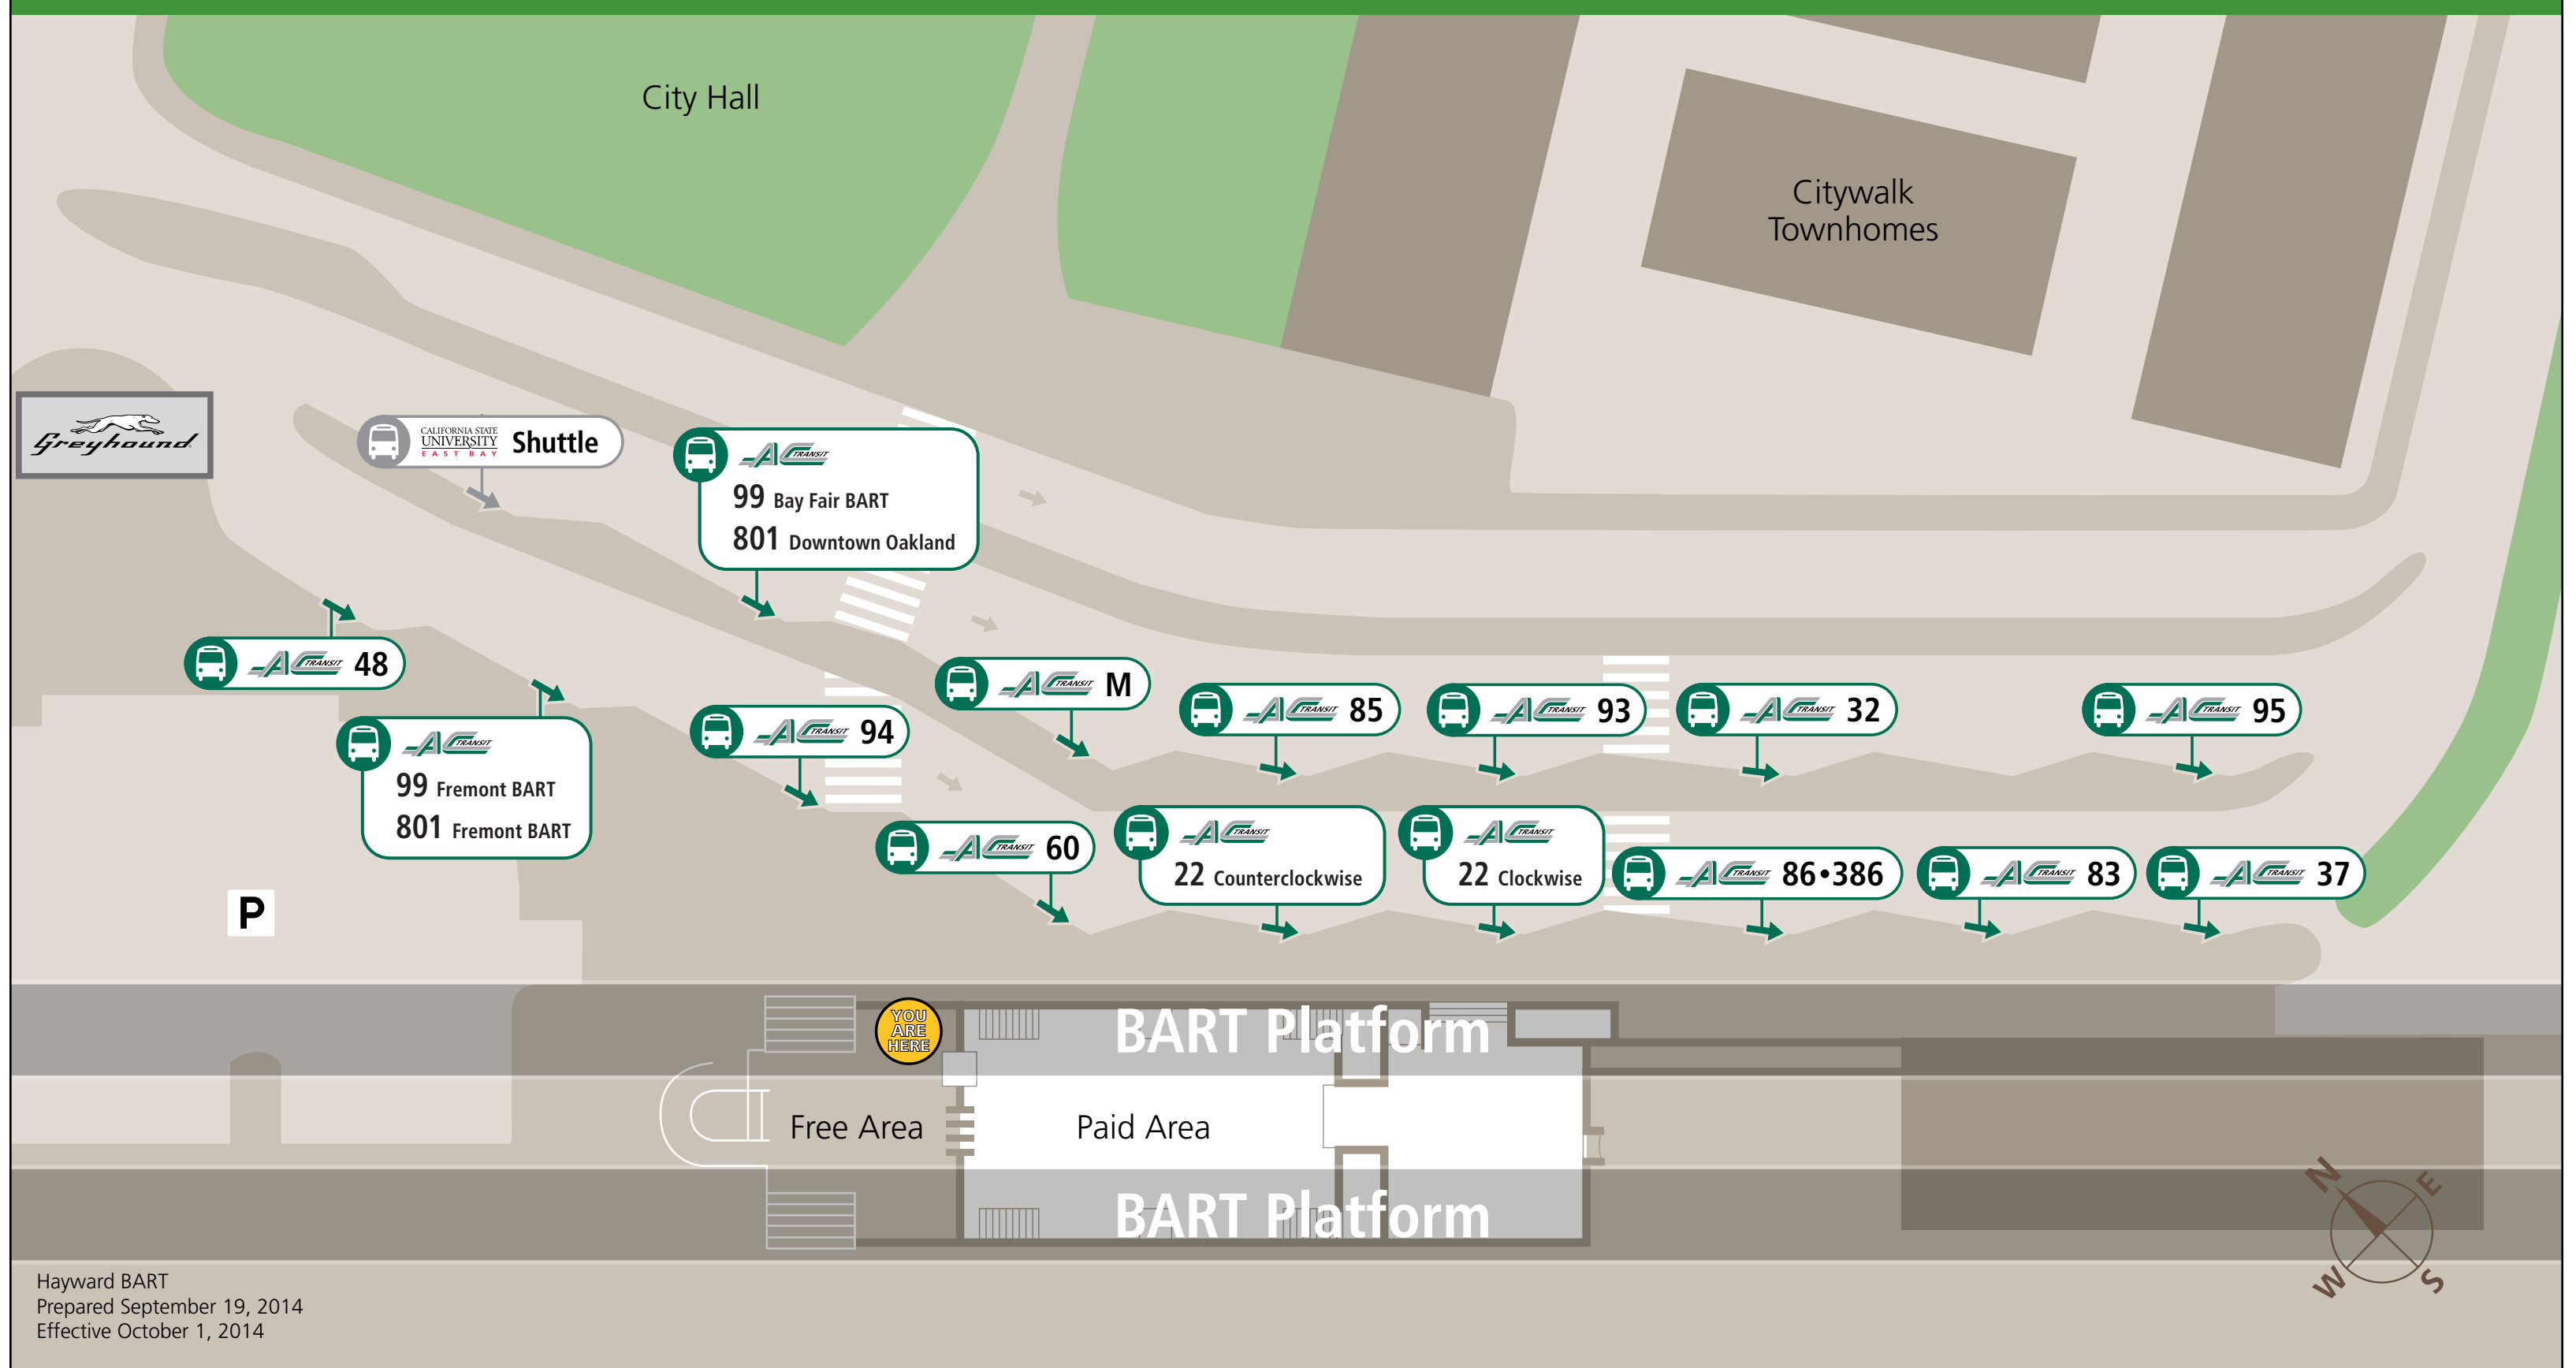 City Hall
Citywalk
Townhomes
Greyhound
CALIFORNIA STATE
UNIVERSITY
EAST BAY
Shuttle
AC TRANSIT
99 Bay Fair BART
801 Downtown Oakland
AC TRANSIT 48
AC TRANSIT
99 Fremont BART
801 Fremont BART
AC TRANSIT 94
AC TRANSIT M
AC TRANSIT 85
AC TRANSIT 93
AC TRANSIT 32
AC TRANSIT 95
AC TRANSIT 60
AC TRANSIT
22 Counterclockwise
AC TRANSIT
22 Clockwise
AC TRANSIT 86•386
AC TRANSIT 83
AC TRANSIT 37
P
YOU
ARE
HERE
BART Platform
Free Area
Paid Area
BART Platform
N
E
W
S
Hayward BART
Prepared September 19, 2014
Effective October 1, 2014